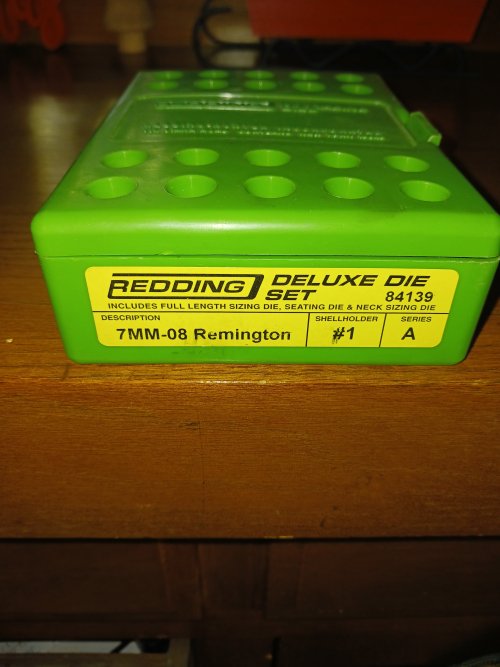 REDDING DELUXE DIE
SET 84139
INCLUDES FULL LENGTH SIZING DIE, SEATING DIE & NECK SIZING DIE
DESCRIPTION SHELLHOLDER SERIES
7MM-08 Remington #1 A